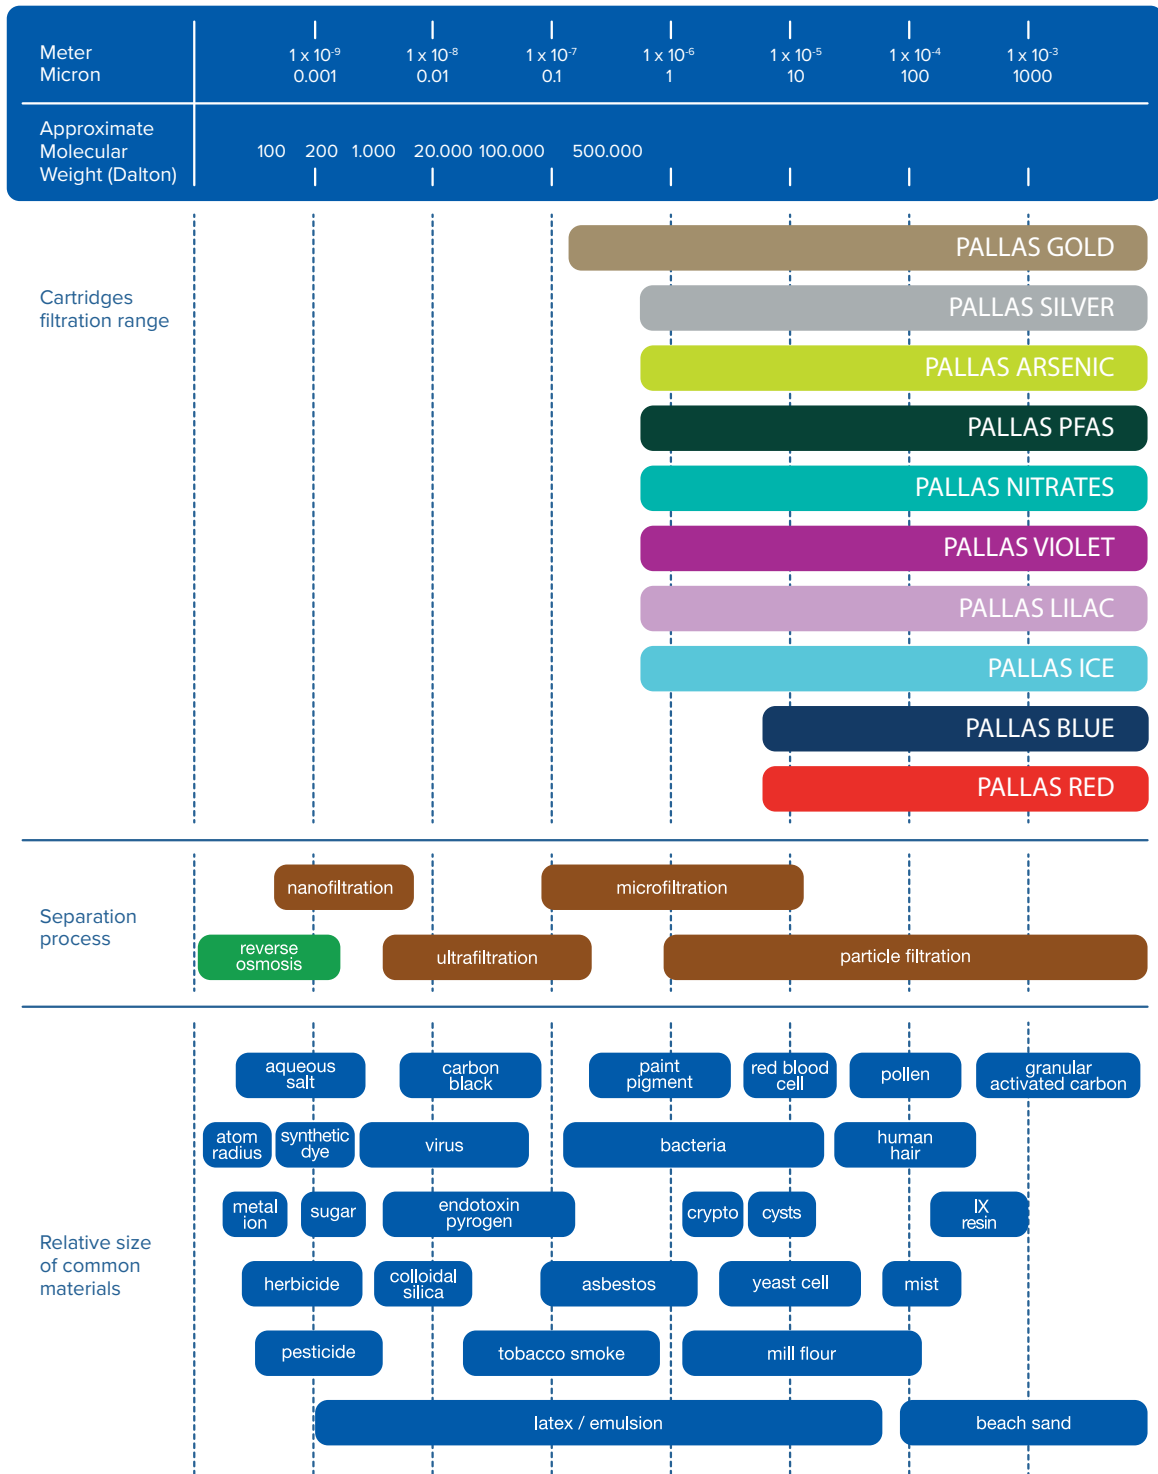 Meter
Micron
1 x 10⁻⁹
0.001
1 x 10⁻⁸
0.01
1 x 10⁻⁷
0.1
1 x 10⁻⁶
1
1 x 10⁻⁵
10
1 x 10⁻⁴
100
1 x 10⁻³
1000
Approximate
Molecular
Weight (Dalton)
100 200 1.000 20.000 100.000 500.000
Cartridges
filtration range
PALLAS GOLD
PALLAS SILVER
PALLAS ARSENIC
PALLAS PFAS
PALLAS NITRATES
PALLAS VIOLET
PALLAS LILAC
PALLAS ICE
PALLAS BLUE
PALLAS RED
Separation
process
nanofiltration
microfiltration
reverse
osmosis
ultrafiltration
particle filtration
Relative size
of common
materials
aqueous
salt
carbon
black
paint
pigment
red blood
cell
pollen
granular
activated carbon
atom
radius
synthetic
dye
virus
bacteria
human
hair
metal
ion
sugar
endotoxin
pyrogen
crypto
cysts
IX
resin
herbicide
colloidal
silica
asbestos
yeast cell
mist
pesticide
tobacco smoke
mill flour
latex / emulsion
beach sand